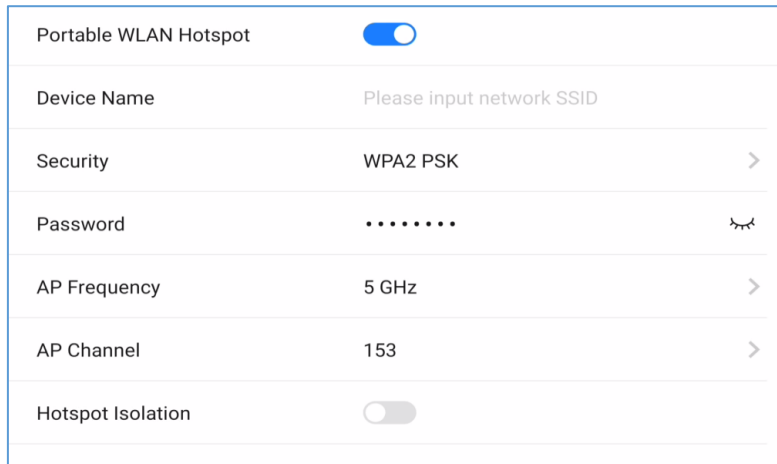 Portable WLAN Hotspot
Device Name Please input network SSID
Security WPA2 PSK
Password ••••••••
AP Frequency 5 GHz
AP Channel 153
Hotspot Isolation